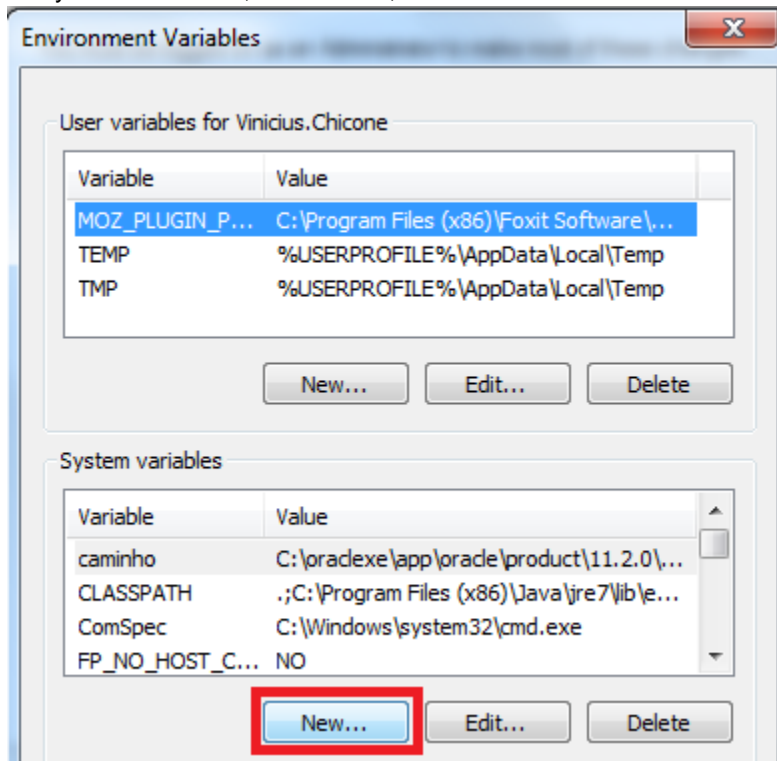 Environment Variables
User variables for Vinicius.Chicone
Variable Value
MOZ_PLUGIN_P... C:\Program Files (x86)\Foxit Software\...
TEMP %USERPROFILE%\AppData\Local\Temp
TMP %USERPROFILE%\AppData\Local\Temp
New... Edit... Delete
System variables
Variable Value
caminho C:\oraclexe\app\oracle\product\11.2.0\...
CLASSPATH .;C:\Program Files (x86)\Java\jre7\lib\e...
ComSpec C:\Windows\system32\cmd.exe
FP_NO_HOST_C... NO
New... Edit... Delete